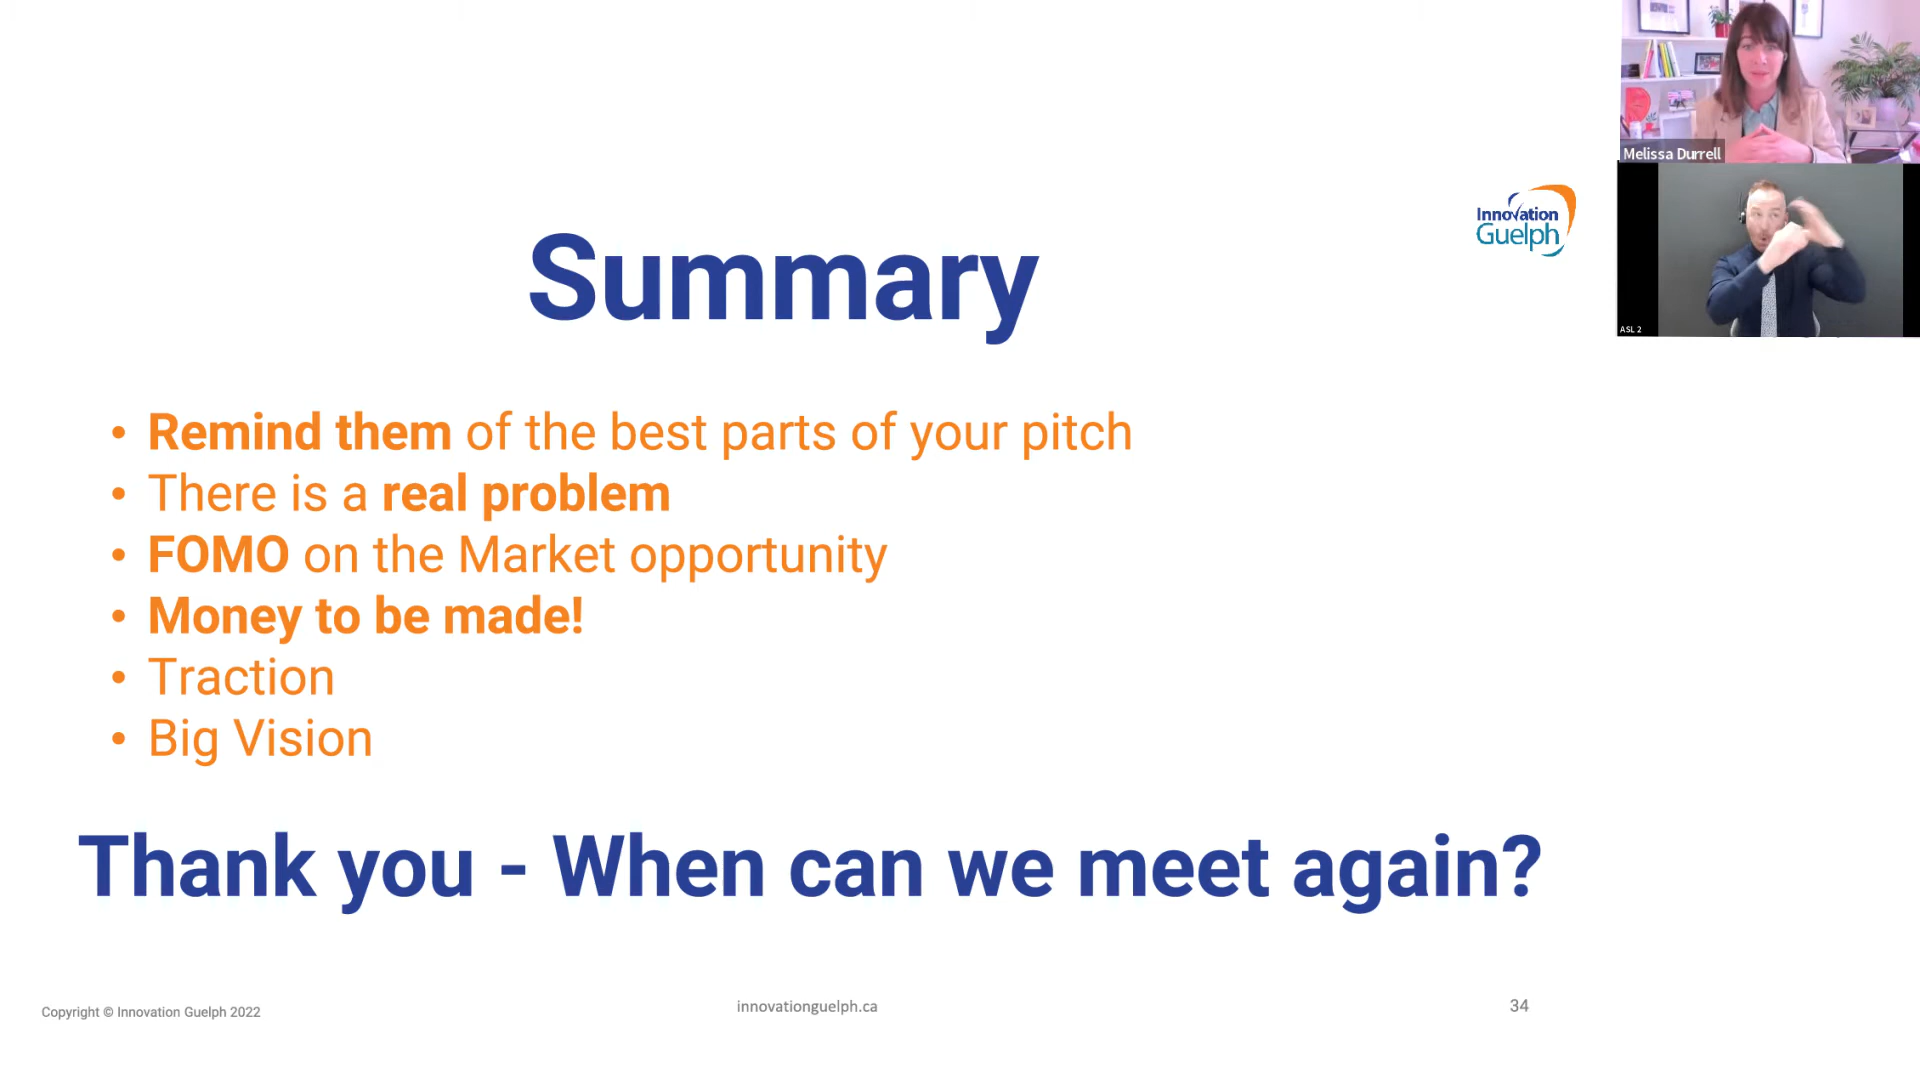 Melissa Durrell
Innovation
Guelph
ASL 2
Summary
• Remind them of the best parts of your pitch
• There is a real problem
• FOMO on the Market opportunity
• Money to be made!
• Traction
• Big Vision
Thank you - When can we meet again?
Copyright © Innovation Guelph 2022
innovationguelph.ca
34